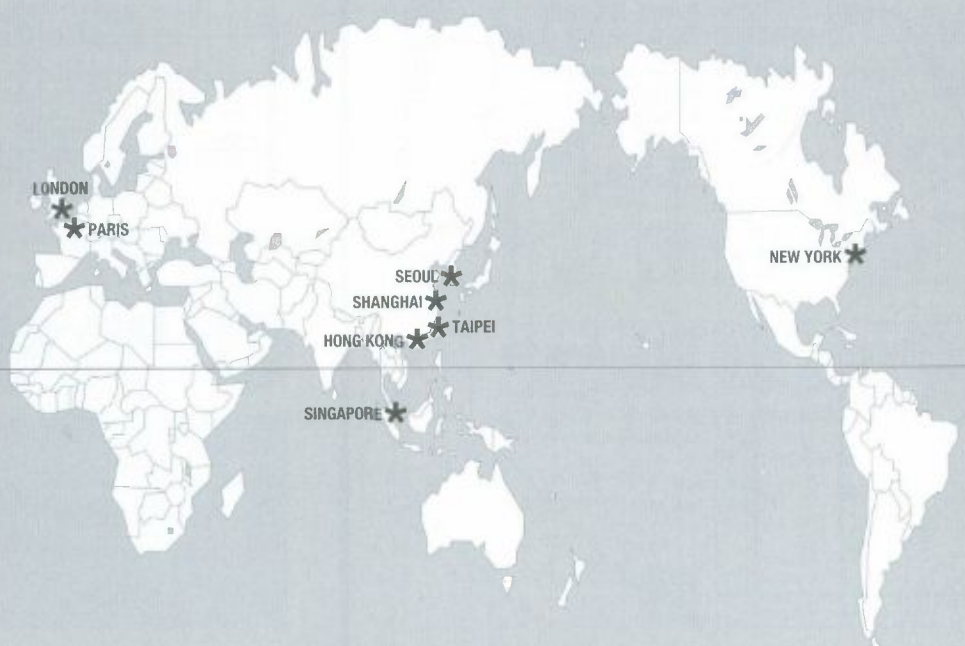 LONDON
PARIS
NEW YORK
SEOUL
SHANGHAI
TAIPEI
HONG KONG
SINGAPORE